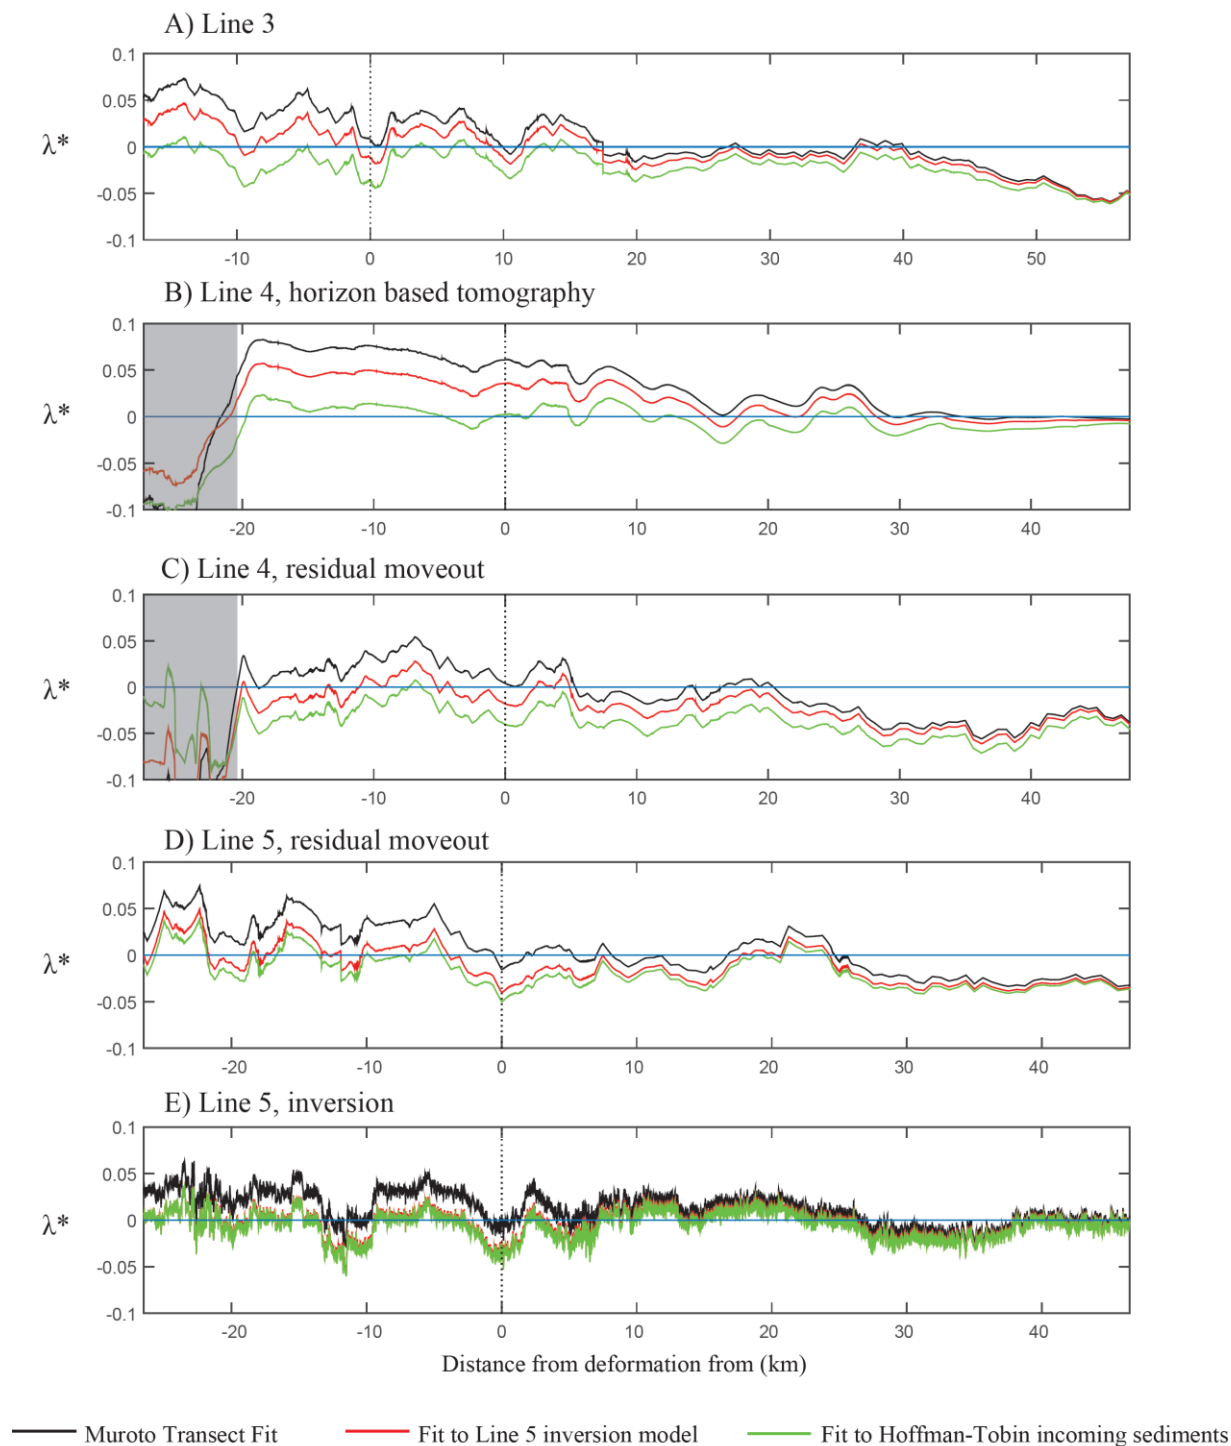 A) Line 3
0.1
0.05
0
-0.05
-0.1
λ*
-10 0 10 20 30 40 50
B) Line 4, horizon based tomography
0.1
0.05
0
-0.05
-0.1
λ*
-20 -10 0 10 20 30 40
C) Line 4, residual moveout
0.1
0.05
0
-0.05
-0.1
λ*
-20 -10 0 10 20 30 40
D) Line 5, residual moveout
0.1
0.05
0
-0.05
-0.1
λ*
-20 -10 0 10 20 30 40
E) Line 5, inversion
0.1
0.05
0
-0.05
-0.1
λ*
-20 -10 0 10 20 30 40
Distance from deformation from (km)
Muroto Transect Fit Fit to Line 5 inversion model Fit to Hoffman-Tobin incoming sediments